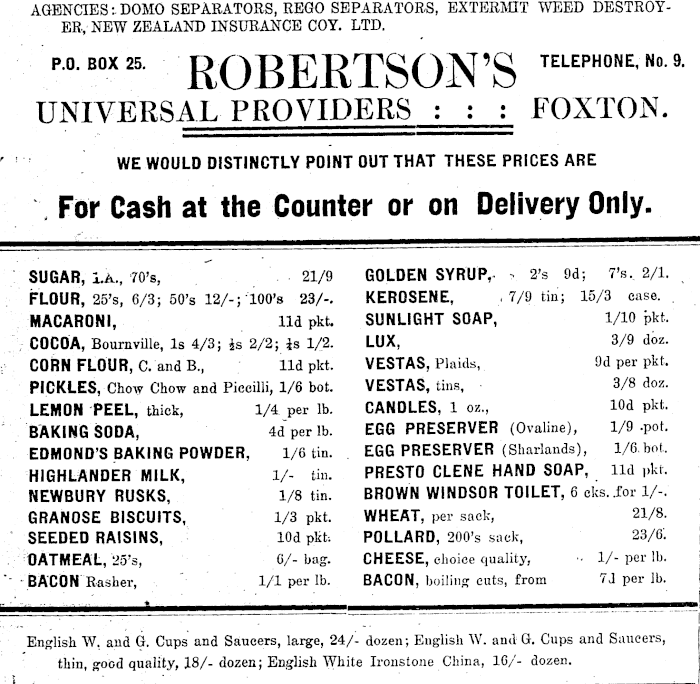 AGENCIES: DOMO SEPARATORS, REGO SEPARATORS, EXTERMIT WEED DESTROY-
ER, NEW ZEALAND INSURANCE COY. LTD.
P.O. BOX 25.
ROBERTSON'S
TELEPHONE, No. 9.
UNIVERSAL PROVIDERS : : : FOXTON.
WE WOULD DISTINCTLY POINT OUT THAT THESE PRICES ARE
For Cash at the Counter or on Delivery Only.
SUGAR, 1.A., 70's, 21/9
FLOUR, 25's, 6/3; 50's 12/-; 100's 23/-.
MACARONI, 11d pkt.
COCOA, Bournville, 1s 4/3; ½s 2/2; ¼s 1/2.
CORN FLOUR, C. and B., 11d pkt.
PICKLES, Chow Chow and Piccilli, 1/6 bot.
LEMON PEEL, thick, 1/4 per lb.
BAKING SODA, 4d per lb.
EDMOND'S BAKING POWDER, 1/6 tin.
HIGHLANDER MILK, 1/- tin.
NEWBURY RUSKS, 1/8 tin.
GRANOSE BISCUITS, 1/3 pkt.
SEEDED RAISINS, 10d pkt.
OATMEAL, 25's, 6/- bag.
BACON Rasher, 1/1 per lb.
GOLDEN SYRUP, 2's 9d; 7's. 2/1.
KEROSENE, 7/9 tin; 15/3 case.
SUNLIGHT SOAP, 1/10 pkt.
LUX, 3/9 doz.
VESTAS, Plaids, 9d per pkt.
VESTAS, tins, 3/8 doz.
CANDLES, 1 oz., 10d pkt.
EGG PRESERVER (Ovaline), 1/9 pot.
EGG PRESERVER (Sharlands), 1/6 bot.
PRESTO CLENE HAND SOAP, 11d pkt.
BROWN WINDSOR TOILET, 6 cks. for 1/-.
WHEAT, per sack, 21/8.
POLLARD, 200's sack, 23/6.
CHEESE, choice quality, 1/- per lb.
BACON, boiling cuts, from 7d per lb.
English W. and G. Cups and Saucers, large, 24/- dozen; English W. and G. Cups and Saucers,
thin, good quality, 18/- dozen; English White Ironstone China, 16/- dozen.